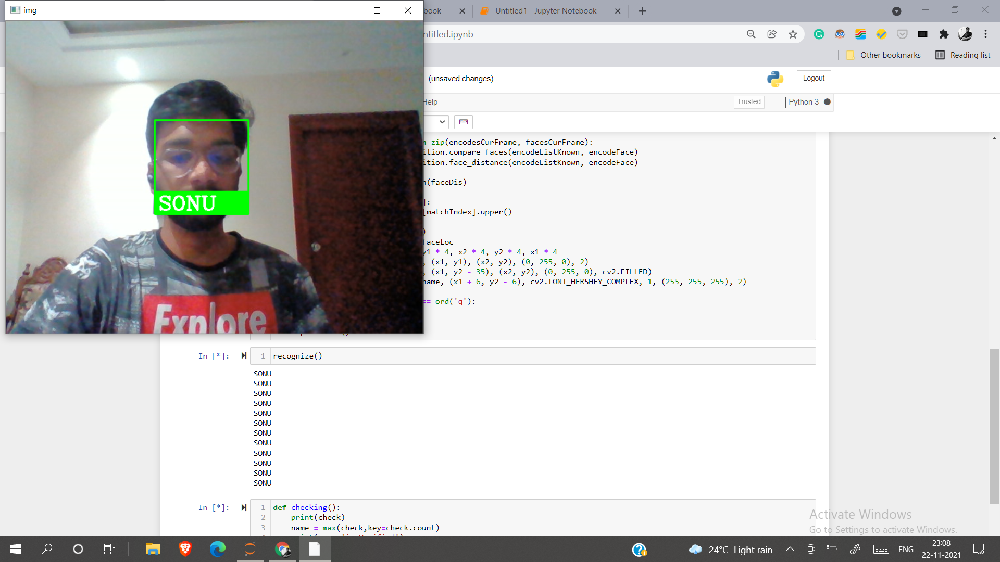 img
book
Untitled1 - Jupyter Notebook
ntitled.ipynb
Other bookmarks
Reading list
(unsaved changes)
Logout
Help
Trusted
Python 3
SONU
Explore
n zip(encodesCurFrame, facesCurFrame):
ition.compare_faces(encodeListKnown, encodeFace)
ition.face_distance(encodeListKnown, encodeFace)
n(faceDis)
]:
[matchIndex].upper()
)
faceLoc
y1 * 4, x2 * 4, y2 * 4, x1 * 4
, (x1, y1), (x2, y2), (0, 255, 0), 2)
, (x1, y2 - 35), (x2, y2), (0, 255, 0), cv2.FILLED)
name, (x1 + 6, y2 - 6), cv2.FONT_HERSHEY_COMPLEX, 1, (255, 255, 255), 2)
== ord('q'):
In [*]:
1 recognize()
SONU
SONU
SONU
SONU
SONU
SONU
SONU
SONU
SONU
SONU
SONU
SONU
In [*]:
1 def checking():
2 print(check)
3 name = max(check,key=check.count)
Activate Windows
Go to Settings to activate Windows.
24°C Light rain
ENG
23:08
22-11-2021